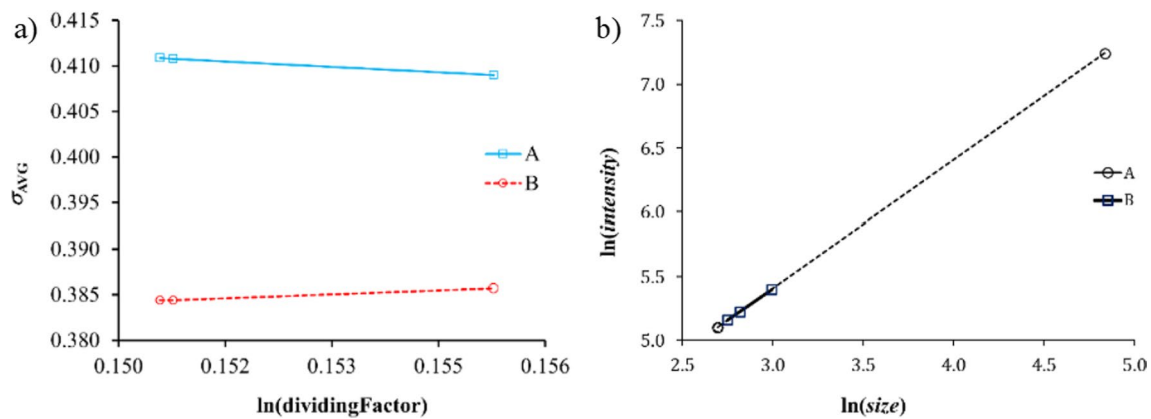 a)
0.415
0.410
0.405
0.400
0.395
0.390
0.385
0.380
σAVG
0.150 0.152 0.153 0.155 0.156
ln(dividingFactor)
A
B
b)
7.5
7.0
6.5
6.0
5.5
5.0
ln(intensity)
2.5 3.0 3.5 4.0 4.5 5.0
ln(size)
A
B